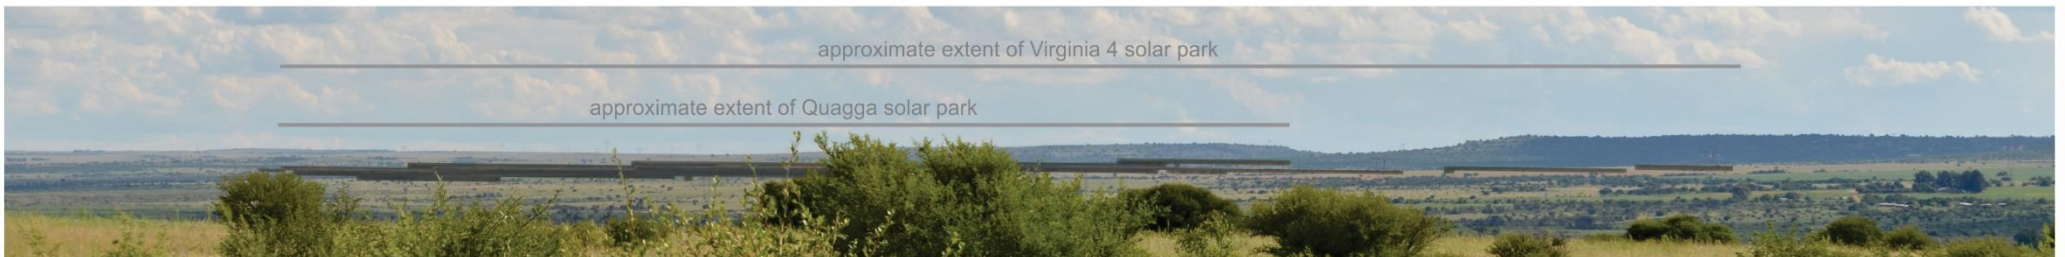 approximate extent of Virginia 4 solar park
approximate extent of Quagga solar park